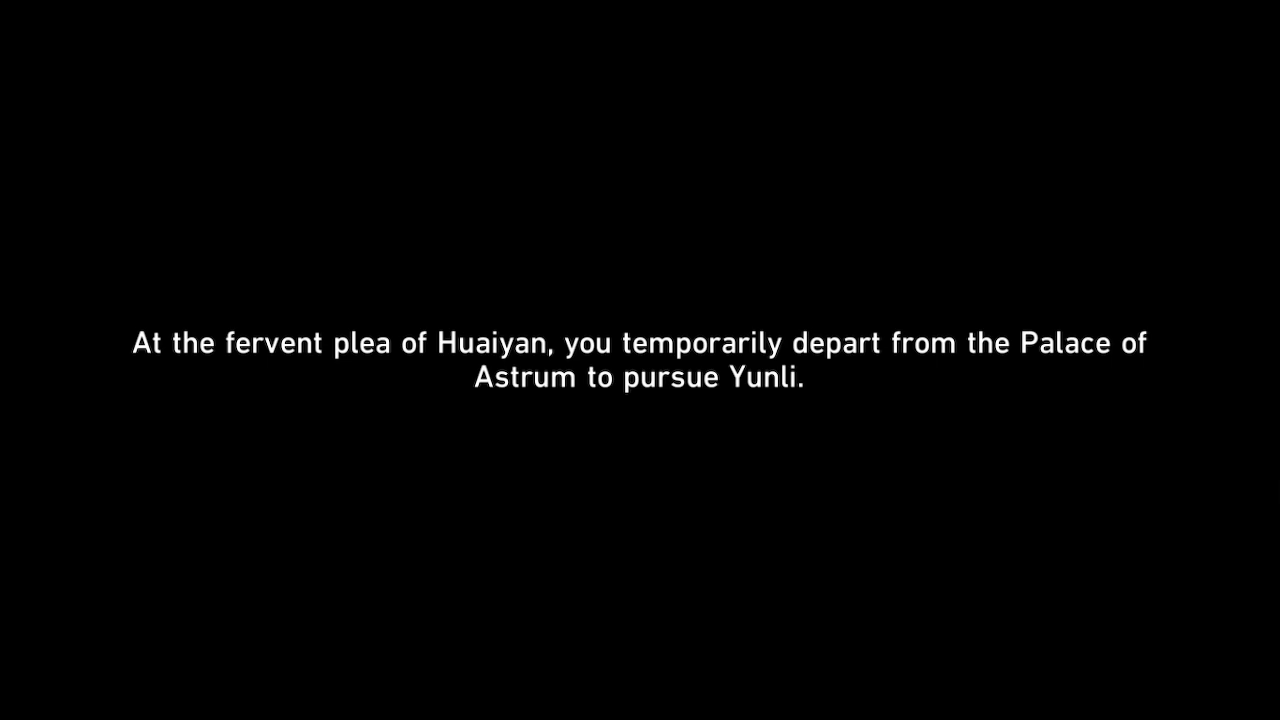 At the fervent plea of Huaiyan, you temporarily depart from the Palace of
Astrum to pursue Yunli.